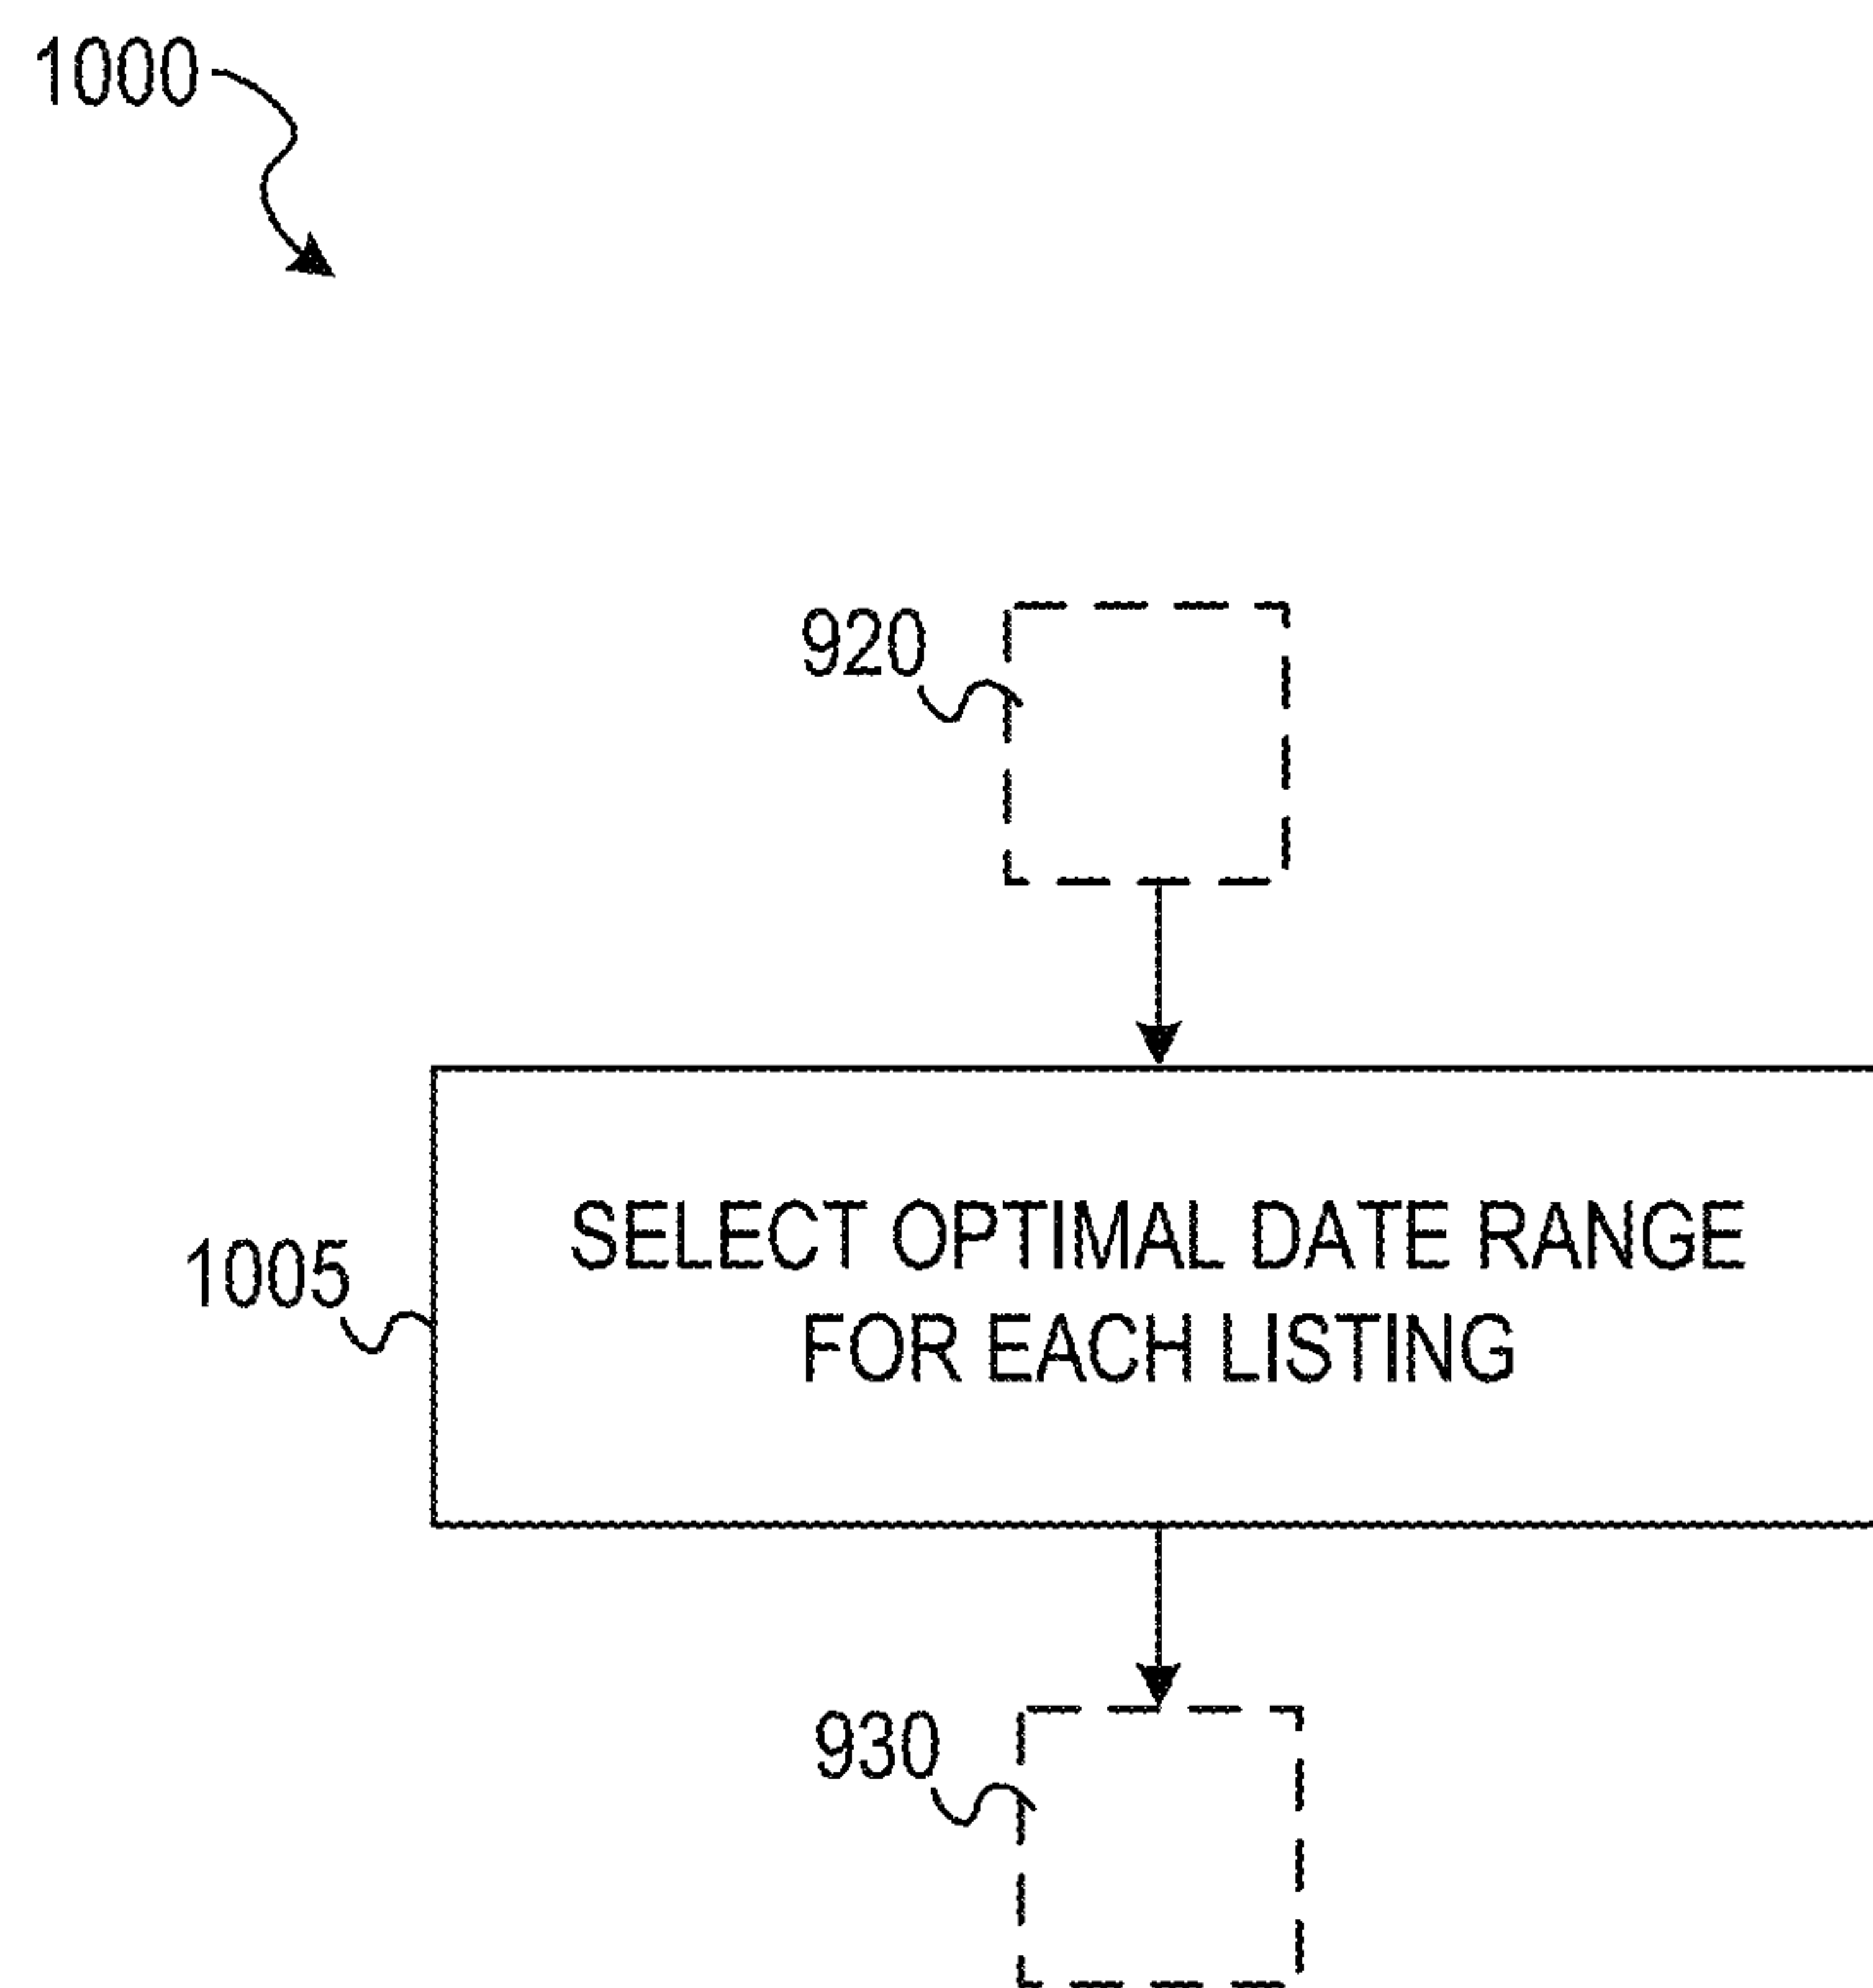 1000
920
SELECT OPTIMAL DATE RANGE
1005
FOR EACH LISTING
930